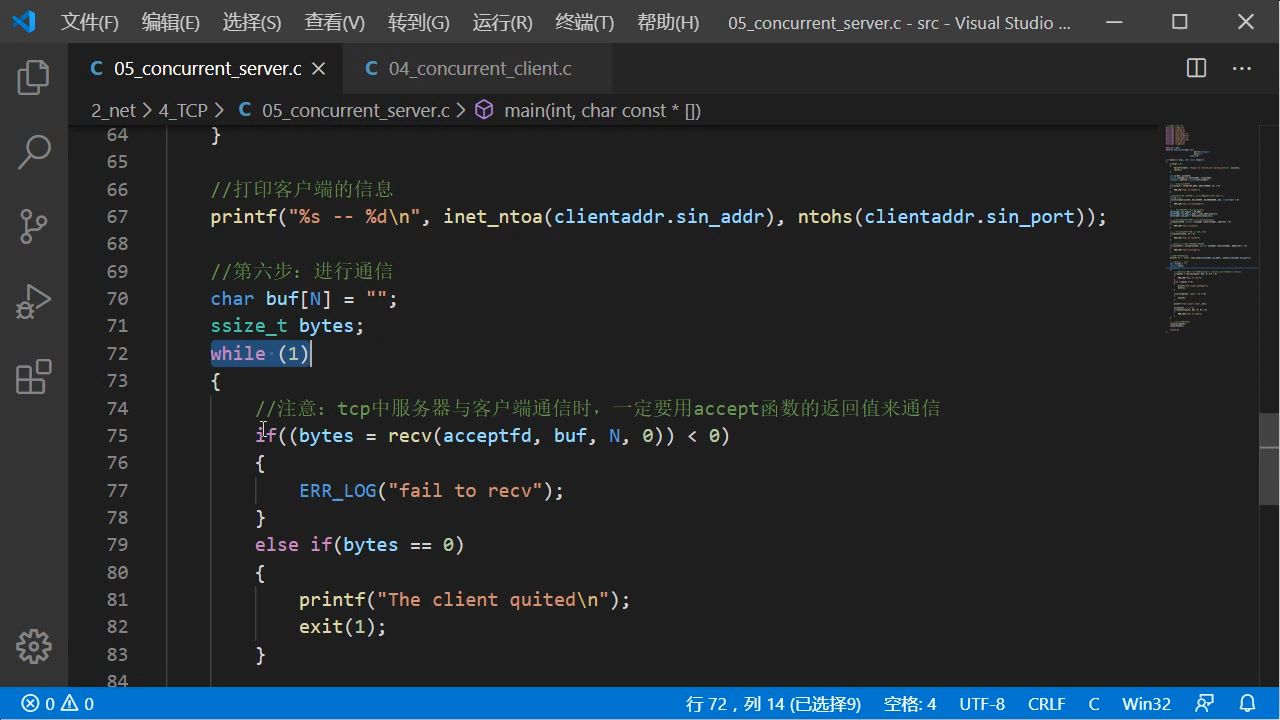 文件(F) 编辑(E) 选择(S) 查看(V) 转到(G) 运行(R) 终端(T) 帮助(H) 05_concurrent_server.c - src - Visual Studio ...
C 05_concurrent_server.c C 04_concurrent_client.c
2_net > 4_TCP > C 05_concurrent_server.c > main(int, char const * [])
64 }
65
66 //打印客户端的信息
67 printf("%s -- %d\n", inet_ntoa(clientaddr.sin_addr), ntohs(clientaddr.sin_port));
68
69 //第六步：进行通信
70 char buf[N] = "";
71 ssize_t bytes;
72 while (1)
73 {
74 //注意：tcp中服务器与客户端通信时，一定要用accept函数的返回值来通信
75 if((bytes = recv(acceptfd, buf, N, 0)) < 0)
76 {
77 ERR_LOG("fail to recv");
78 }
79 else if(bytes == 0)
80 {
81 printf("The client quited\n");
82 exit(1);
83 }
84
0 0 行 72，列 14 (已选择9) 空格: 4 UTF-8 CRLF C Win32